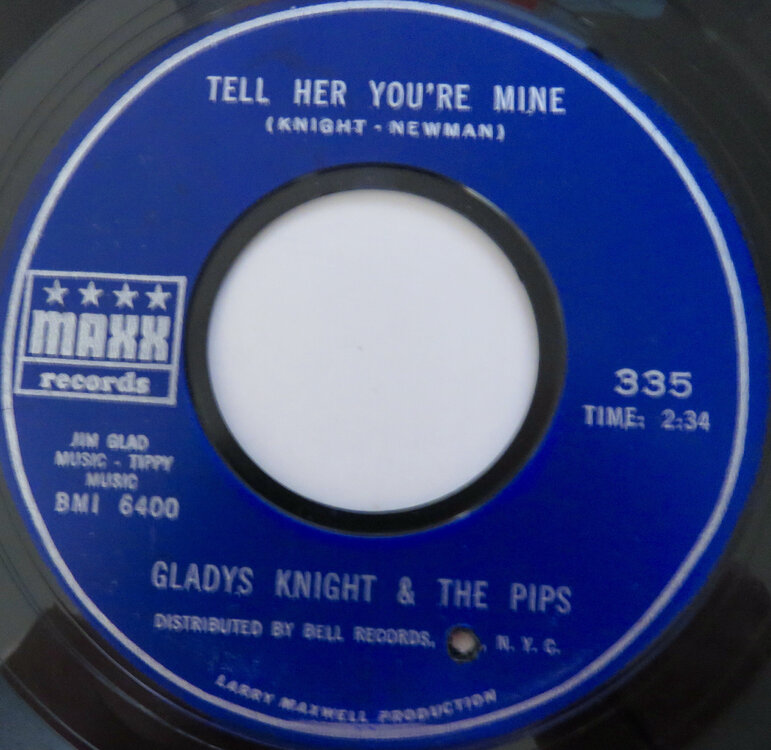 TELL HER YOU'RE MINE
(KNIGHT - NEWMAN)
★★★★
maxx
records
335
TIME: 2:34
JIM GLAD
MUSIC - TIPPY
MUSIC
BMI 6400
GLADYS KNIGHT & THE PIPS
DISTRIBUTED BY BELL RECORDS, , N. Y. C.
LARRY MAXWELL PRODUCTION